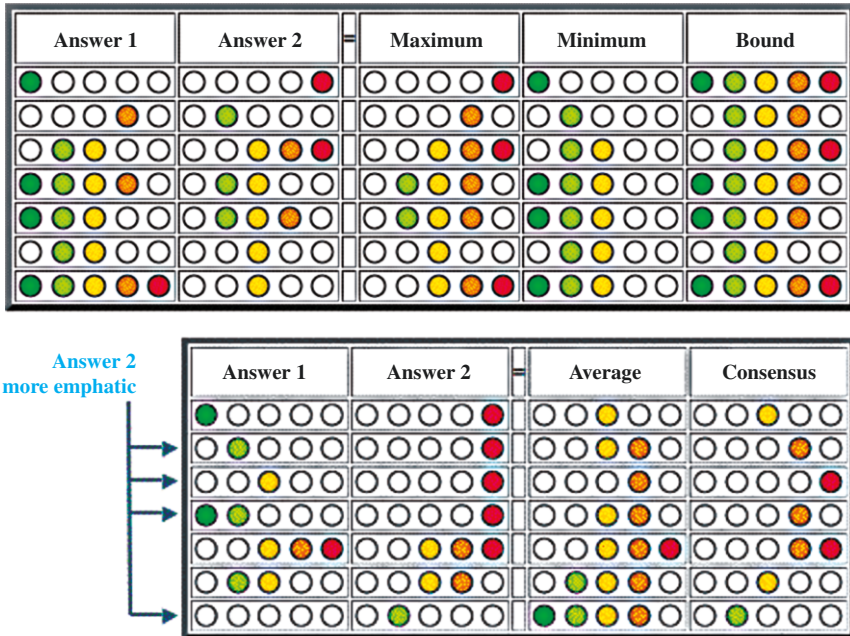 Answer 1 Answer 2 = Maximum Minimum Bound
Answer 2
more emphatic
Answer 1 Answer 2 = Average Consensus